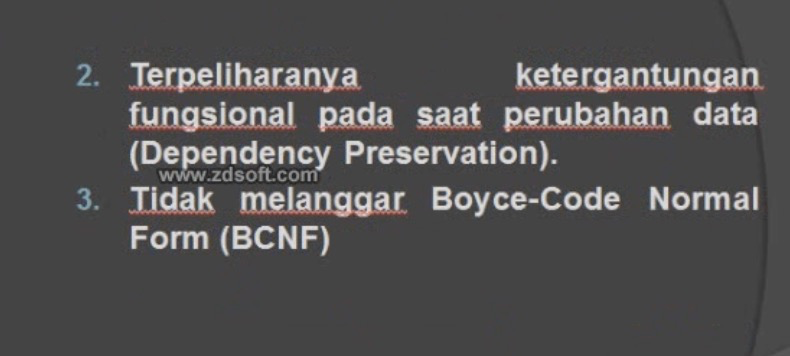 2. Terpeliharanya ketergantungan
fungsional pada saat perubahan data
(Dependency Preservation).
www.zdsoft.com
3. Tidak melanggar Boyce-Code Normal
Form (BCNF)